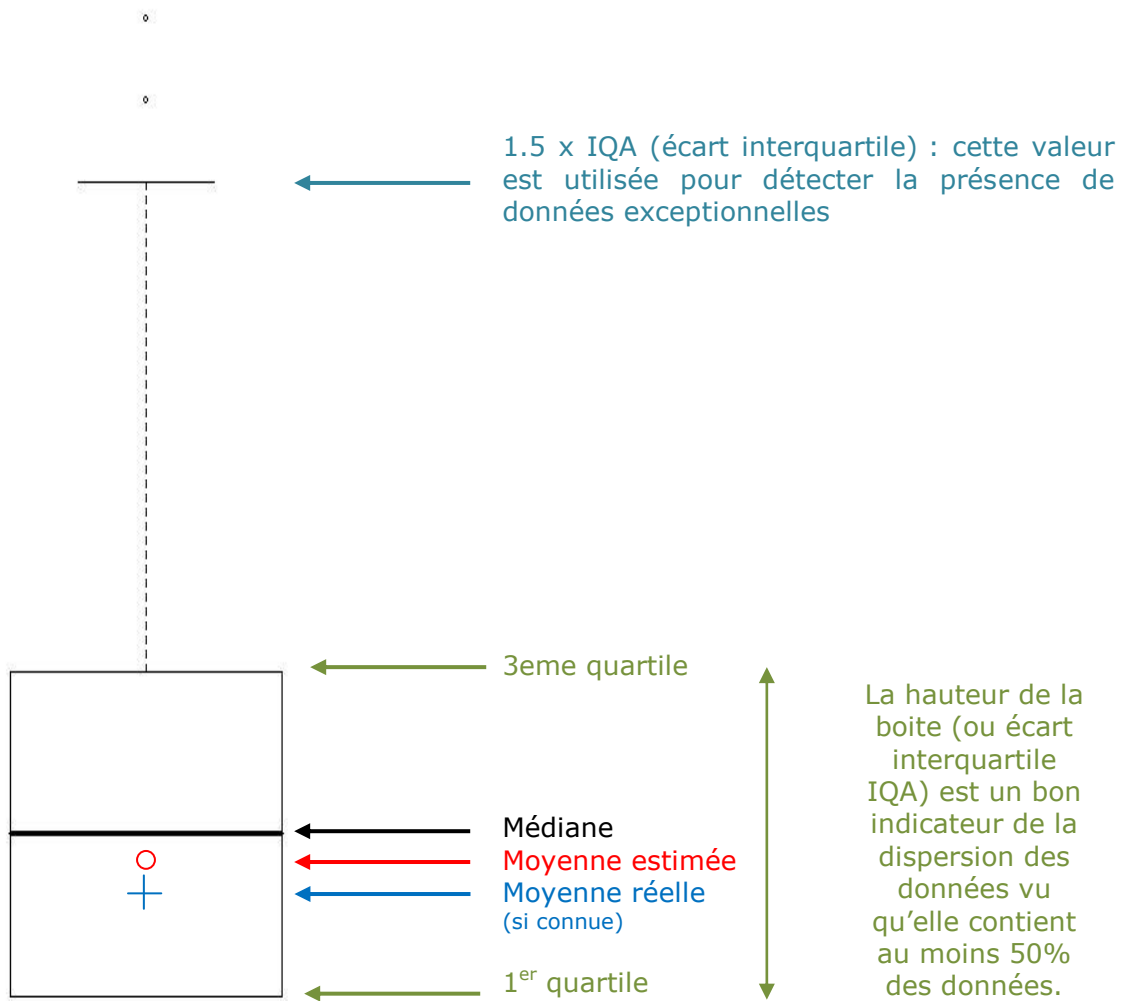 1.5 x IQA (écart interquartile) : cette valeur
est utilisée pour détecter la présence de
données exceptionnelles
3eme quartile
La hauteur de la
boite (ou écart
interquartile
IQA) est un bon
indicateur de la
dispersion des
données vu
qu’elle contient
au moins 50%
des données.
Médiane
Moyenne estimée
Moyenne réelle
(si connue)
1er quartile